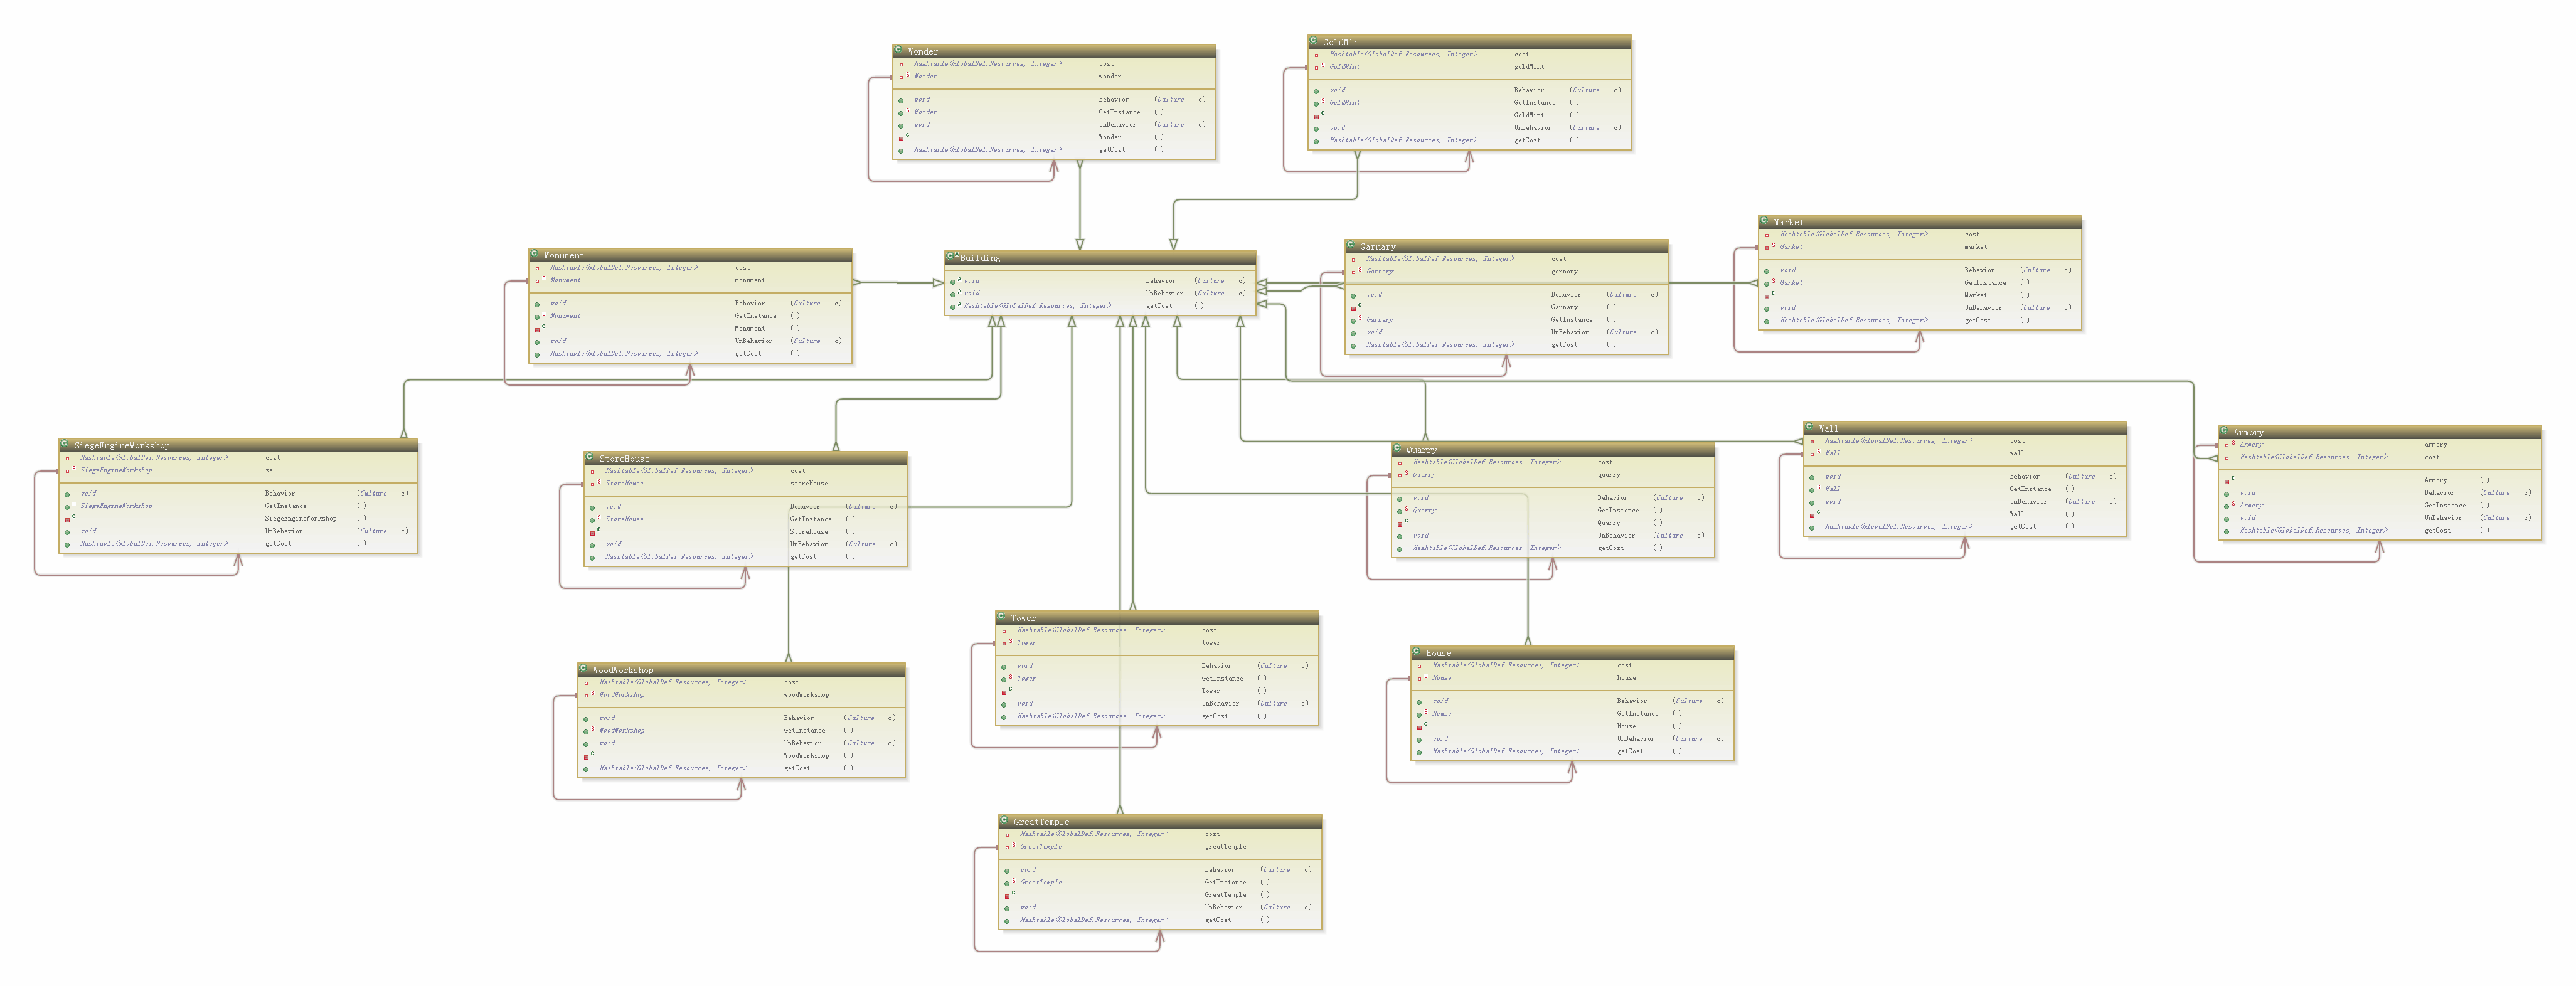 Wonder
Hashtable<GlobalDef.Resources, Integer> cost
Wonder wonder
void Behavior (Culture c)
Wonder GetInstance ( )
void UnBehavior (Culture c)
Wonder ( )
Hashtable<GlobalDef.Resources, Integer> getCost ( )
GoldMint
Hashtable<GlobalDef.Resources, Integer> cost
GoldMint goldMint
void Behavior (Culture c)
GoldMint GetInstance ( )
GoldMint ( )
void UnBehavior (Culture c)
Hashtable<GlobalDef.Resources, Integer> getCost ( )
Monument
Hashtable<GlobalDef.Resources, Integer> cost
Monument monument
void Behavior (Culture c)
Monument GetInstance ( )
Monument ( )
void UnBehavior (Culture c)
Hashtable<GlobalDef.Resources, Integer> getCost ( )
Building
void Behavior (Culture c)
void UnBehavior (Culture c)
Hashtable<GlobalDef.Resources, Integer> getCost ( )
Garnary
Hashtable<GlobalDef.Resources, Integer> cost
Garnary garnary
void Behavior (Culture c)
Garnary ( )
Garnary GetInstance ( )
void UnBehavior (Culture c)
Hashtable<GlobalDef.Resources, Integer> getCost ( )
Market
Hashtable<GlobalDef.Resources, Integer> cost
Market market
void Behavior (Culture c)
Market GetInstance ( )
Market ( )
void UnBehavior (Culture c)
Hashtable<GlobalDef.Resources, Integer> getCost ( )
SiegeEngineWorkshop
Hashtable<GlobalDef.Resources, Integer> cost
SiegeEngineWorkshop se
void Behavior (Culture c)
SiegeEngineWorkshop GetInstance ( )
SiegeEngineWorkshop ( )
void UnBehavior (Culture c)
Hashtable<GlobalDef.Resources, Integer> getCost ( )
StoreHouse
Hashtable<GlobalDef.Resources, Integer> cost
StoreHouse storeHouse
void Behavior (Culture c)
StoreHouse GetInstance ( )
StoreHouse ( )
void UnBehavior (Culture c)
Hashtable<GlobalDef.Resources, Integer> getCost ( )
Quarry
Hashtable<GlobalDef.Resources, Integer> cost
Quarry quarry
void Behavior (Culture c)
Quarry GetInstance ( )
Quarry ( )
void UnBehavior (Culture c)
Hashtable<GlobalDef.Resources, Integer> getCost ( )
Wall
Hashtable<GlobalDef.Resources, Integer> cost
Wall wall
void Behavior (Culture c)
Wall GetInstance ( )
void UnBehavior (Culture c)
Wall ( )
Hashtable<GlobalDef.Resources, Integer> getCost ( )
Armory
Armory armory
Hashtable<GlobalDef.Resources, Integer> cost
Armory ( )
void Behavior (Culture c)
Armory GetInstance ( )
void UnBehavior (Culture c)
Hashtable<GlobalDef.Resources, Integer> getCost ( )
Tower
Hashtable<GlobalDef.Resources, Integer> cost
Tower tower
void Behavior (Culture c)
Tower GetInstance ( )
Tower ( )
void UnBehavior (Culture c)
Hashtable<GlobalDef.Resources, Integer> getCost ( )
WoodWorkshop
Hashtable<GlobalDef.Resources, Integer> cost
WoodWorkshop woodWorkshop
void Behavior (Culture c)
WoodWorkshop GetInstance ( )
void UnBehavior (Culture c)
WoodWorkshop ( )
Hashtable<GlobalDef.Resources, Integer> getCost ( )
House
Hashtable<GlobalDef.Resources, Integer> cost
House house
void Behavior (Culture c)
House GetInstance ( )
House ( )
void UnBehavior (Culture c)
Hashtable<GlobalDef.Resources, Integer> getCost ( )
GreatTemple
Hashtable<GlobalDef.Resources, Integer> cost
GreatTemple greatTemple
void Behavior (Culture c)
GreatTemple GetInstance ( )
GreatTemple ( )
void UnBehavior (Culture c)
Hashtable<GlobalDef.Resources, Integer> getCost ( )